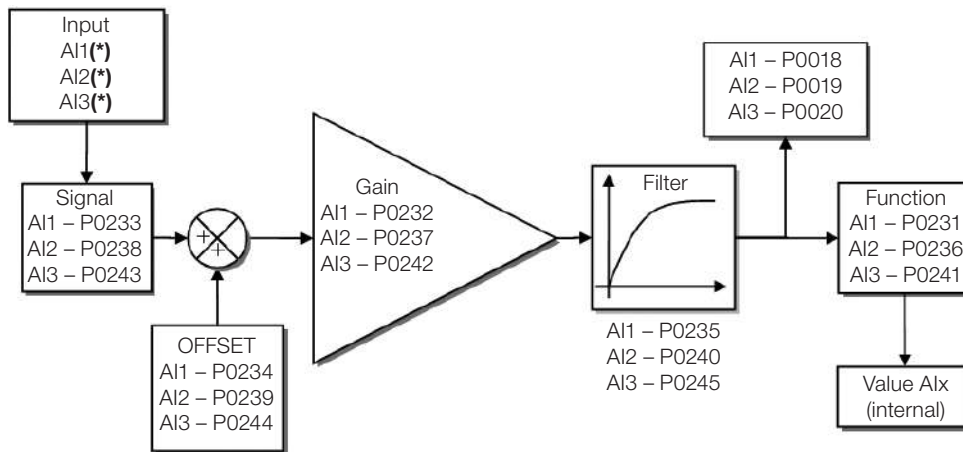 Input
AI1(*)
AI2(*)
AI3(*)
Signal
AI1 – P0233
AI2 – P0238
AI3 – P0243
+
+
OFFSET
AI1 – P0234
AI2 – P0239
AI3 – P0244
Gain
AI1 – P0232
AI2 – P0237
AI3 – P0242
Filter
AI1 – P0235
AI2 – P0240
AI3 – P0245
AI1 – P0018
AI2 – P0019
AI3 – P0020
Function
AI1 – P0231
AI2 – P0236
AI3 – P0241
Value AIx
(internal)